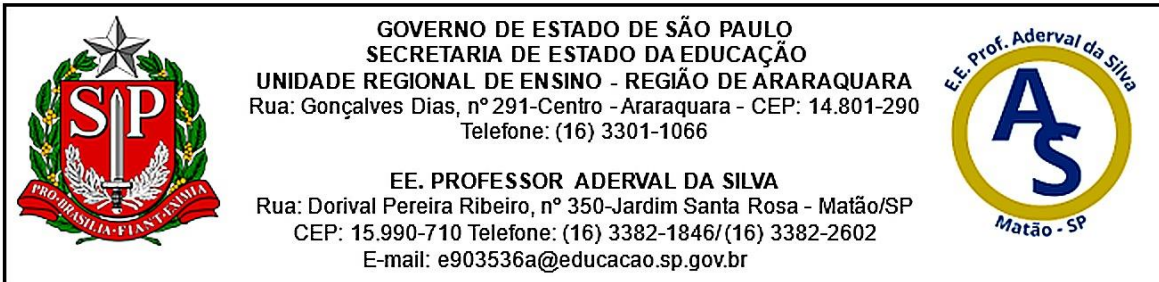 GOVERNO DE ESTADO DE SÃO PAULO
SECRETARIA DE ESTADO DA EDUCAÇÃO
UNIDADE REGIONAL DE ENSINO - REGIÃO DE ARARAQUARA
Rua: Gonçalves Dias, nº 291-Centro - Araraquara - CEP: 14.801-290
Telefone: (16) 3301-1066
EE. PROFESSOR ADERVAL DA SILVA
Rua: Dorival Pereira Ribeiro, nº 350-Jardim Santa Rosa - Matão/SP
CEP: 15.990-710 Telefone: (16) 3382-1846/(16) 3382-2602
E-mail: e903536a@educacao.sp.gov.br
SP
PRO-BRASILIA-FIANT-EXIMIA
E.E. Prof. Aderval da Silva
AS
Matão - SP